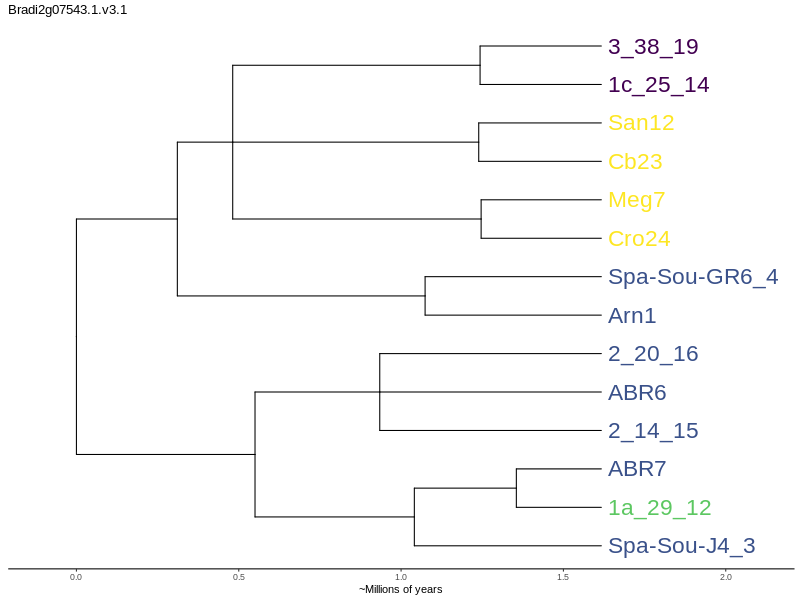 Bradi2g07543.1.v3.1
3_38_19
1c_25_14
San12
Cb23
Meg7
Cro24
Spa-Sou-GR6_4
Arn1
2_20_16
ABR6
2_14_15
ABR7
1a_29_12
Spa-Sou-J4_3
0.0 0.5 1.0 1.5 2.0
~Millions of years